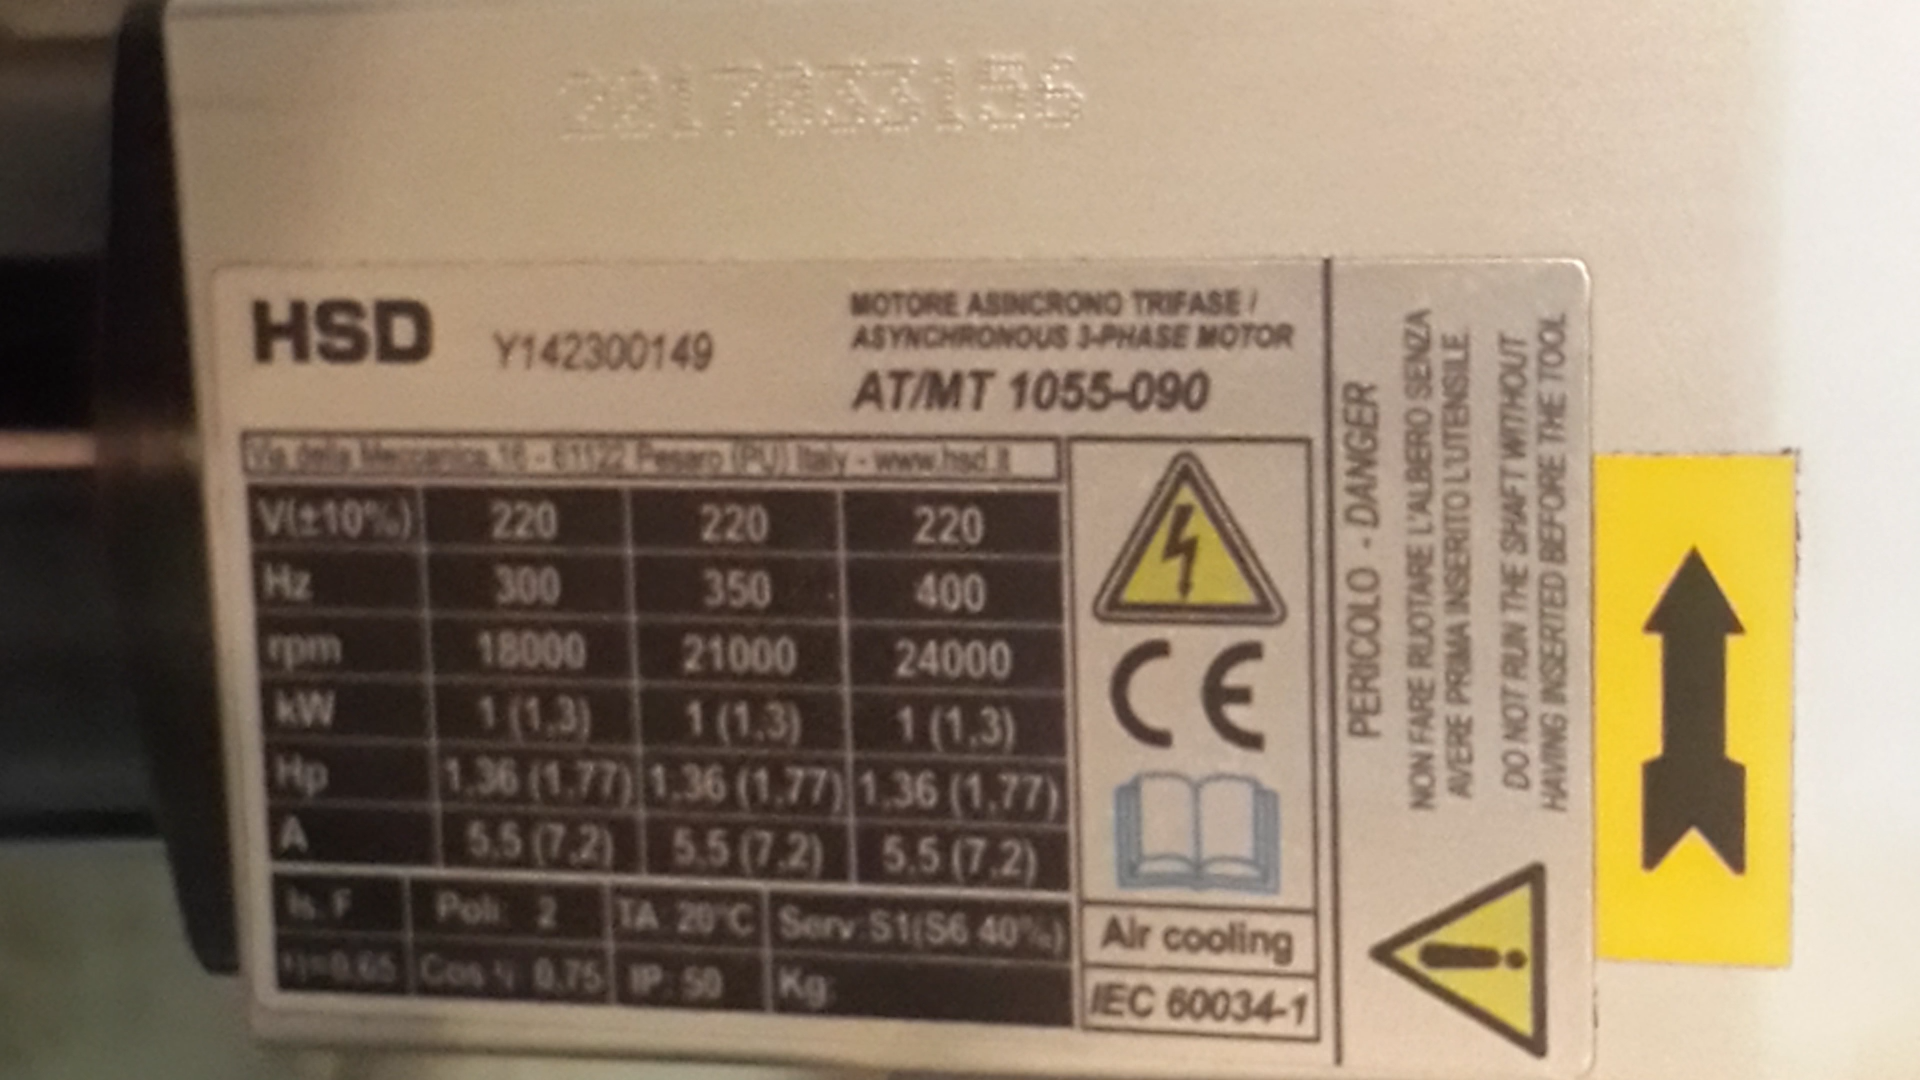 2017033156
HSD Y142300149
MOTORE ASINCRONO TRIFASE /
ASYNCHRONOUS 3-PHASE MOTOR
AT/MT 1055-090
Via della Meccanica, 16 - 61122 Pesaro (PU) Italy - www.hsd.it
V(±10%) 220 220 220
Hz 300 350 400
rpm 18000 21000 24000
kW 1 (1,3) 1 (1,3) 1 (1,3)
Hp 1,36 (1,77) 1,36 (1,77) 1,36 (1,77)
A 5,5 (7,2) 5,5 (7,2) 5,5 (7,2)
Is. F Poli: 2 TA 20°C Serv S1(S6 40%)
η=0.65 Cos φ 0,75 IP: 50 Kg:
CE
Air cooling
IEC 60034-1
PERICOLO - DANGER
NON FARE RUOTARE L'ALBERO SENZA
AVERE PRIMA INSERITO L'UTENSILE
DO NOT RUN THE SHAFT WITHOUT
HAVING INSERTED BEFORE THE TOOL